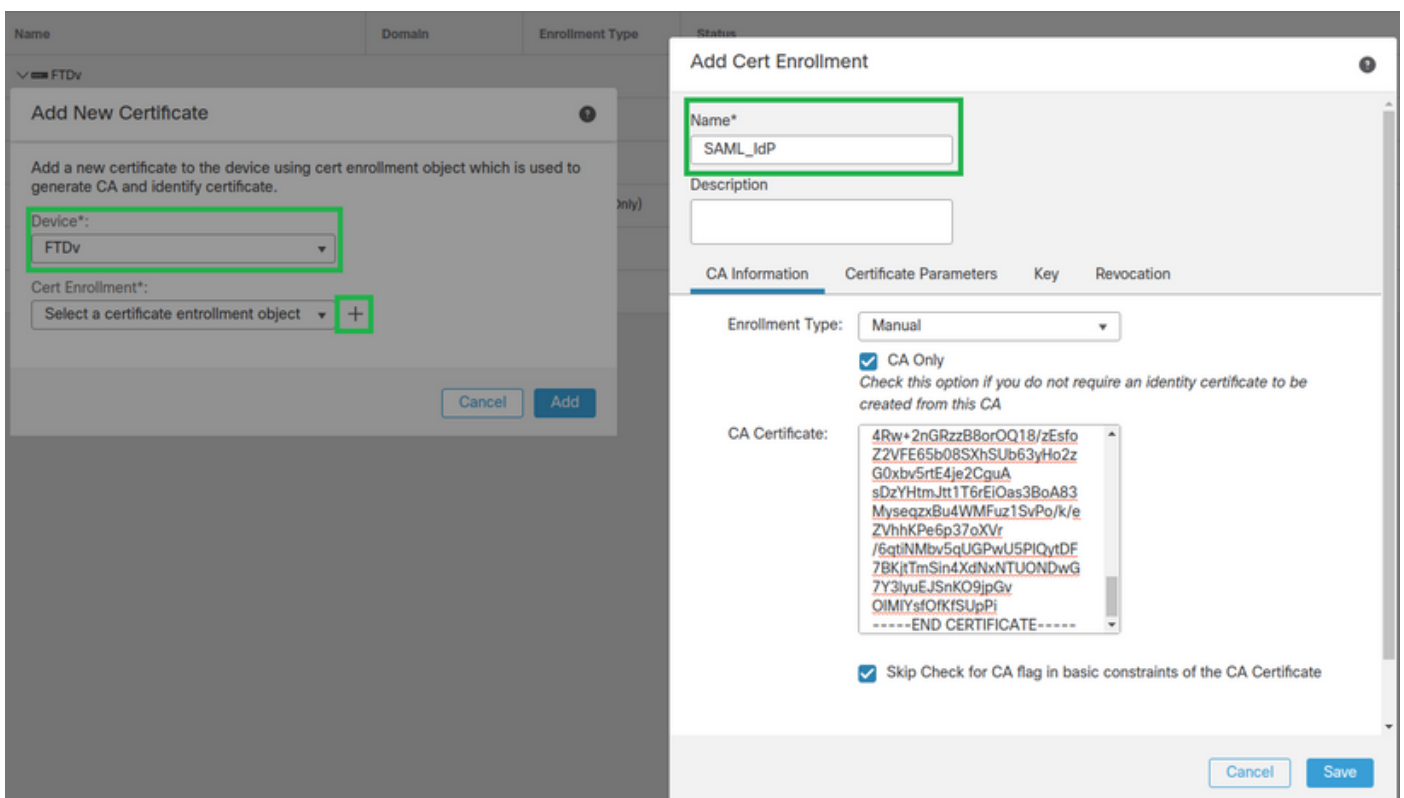 Name Domain Enrollment Type Status
FTDv
Add New Certificate
Add a new certificate to the device using cert enrollment object which is used to
generate CA and identify certificate.
Device*:
FTDv
Cert Enrollment*:
Select a certificate entrollment object
Cancel Add
Only)
Add Cert Enrollment
Name*
SAML_IdP
Description
CA Information Certificate Parameters Key Revocation
Enrollment Type: Manual
CA Only
Check this option if you do not require an identity certificate to be
created from this CA
CA Certificate:
4Rw+2nGRzzB8orOQ18/zEsfo
Z2VFE65b08SXhSUb63yHo2z
G0xbv5rtE4je2CguA
sDzYHtmJtt1T6rEiOas3BoA83
MyseqzxBu4WMFuz1SvPo/k/e
ZVhhKPe6p37oXVr
/6qtiNMbv5qUGPwU5PlQytDF
7BKjtTmSin4XdNxNTUONDwG
7Y3lyuEJSnKO9jpGv
OlMlYsfOfKfSUpPi
-----END CERTIFICATE-----
Skip Check for CA flag in basic constraints of the CA Certificate
Cancel Save